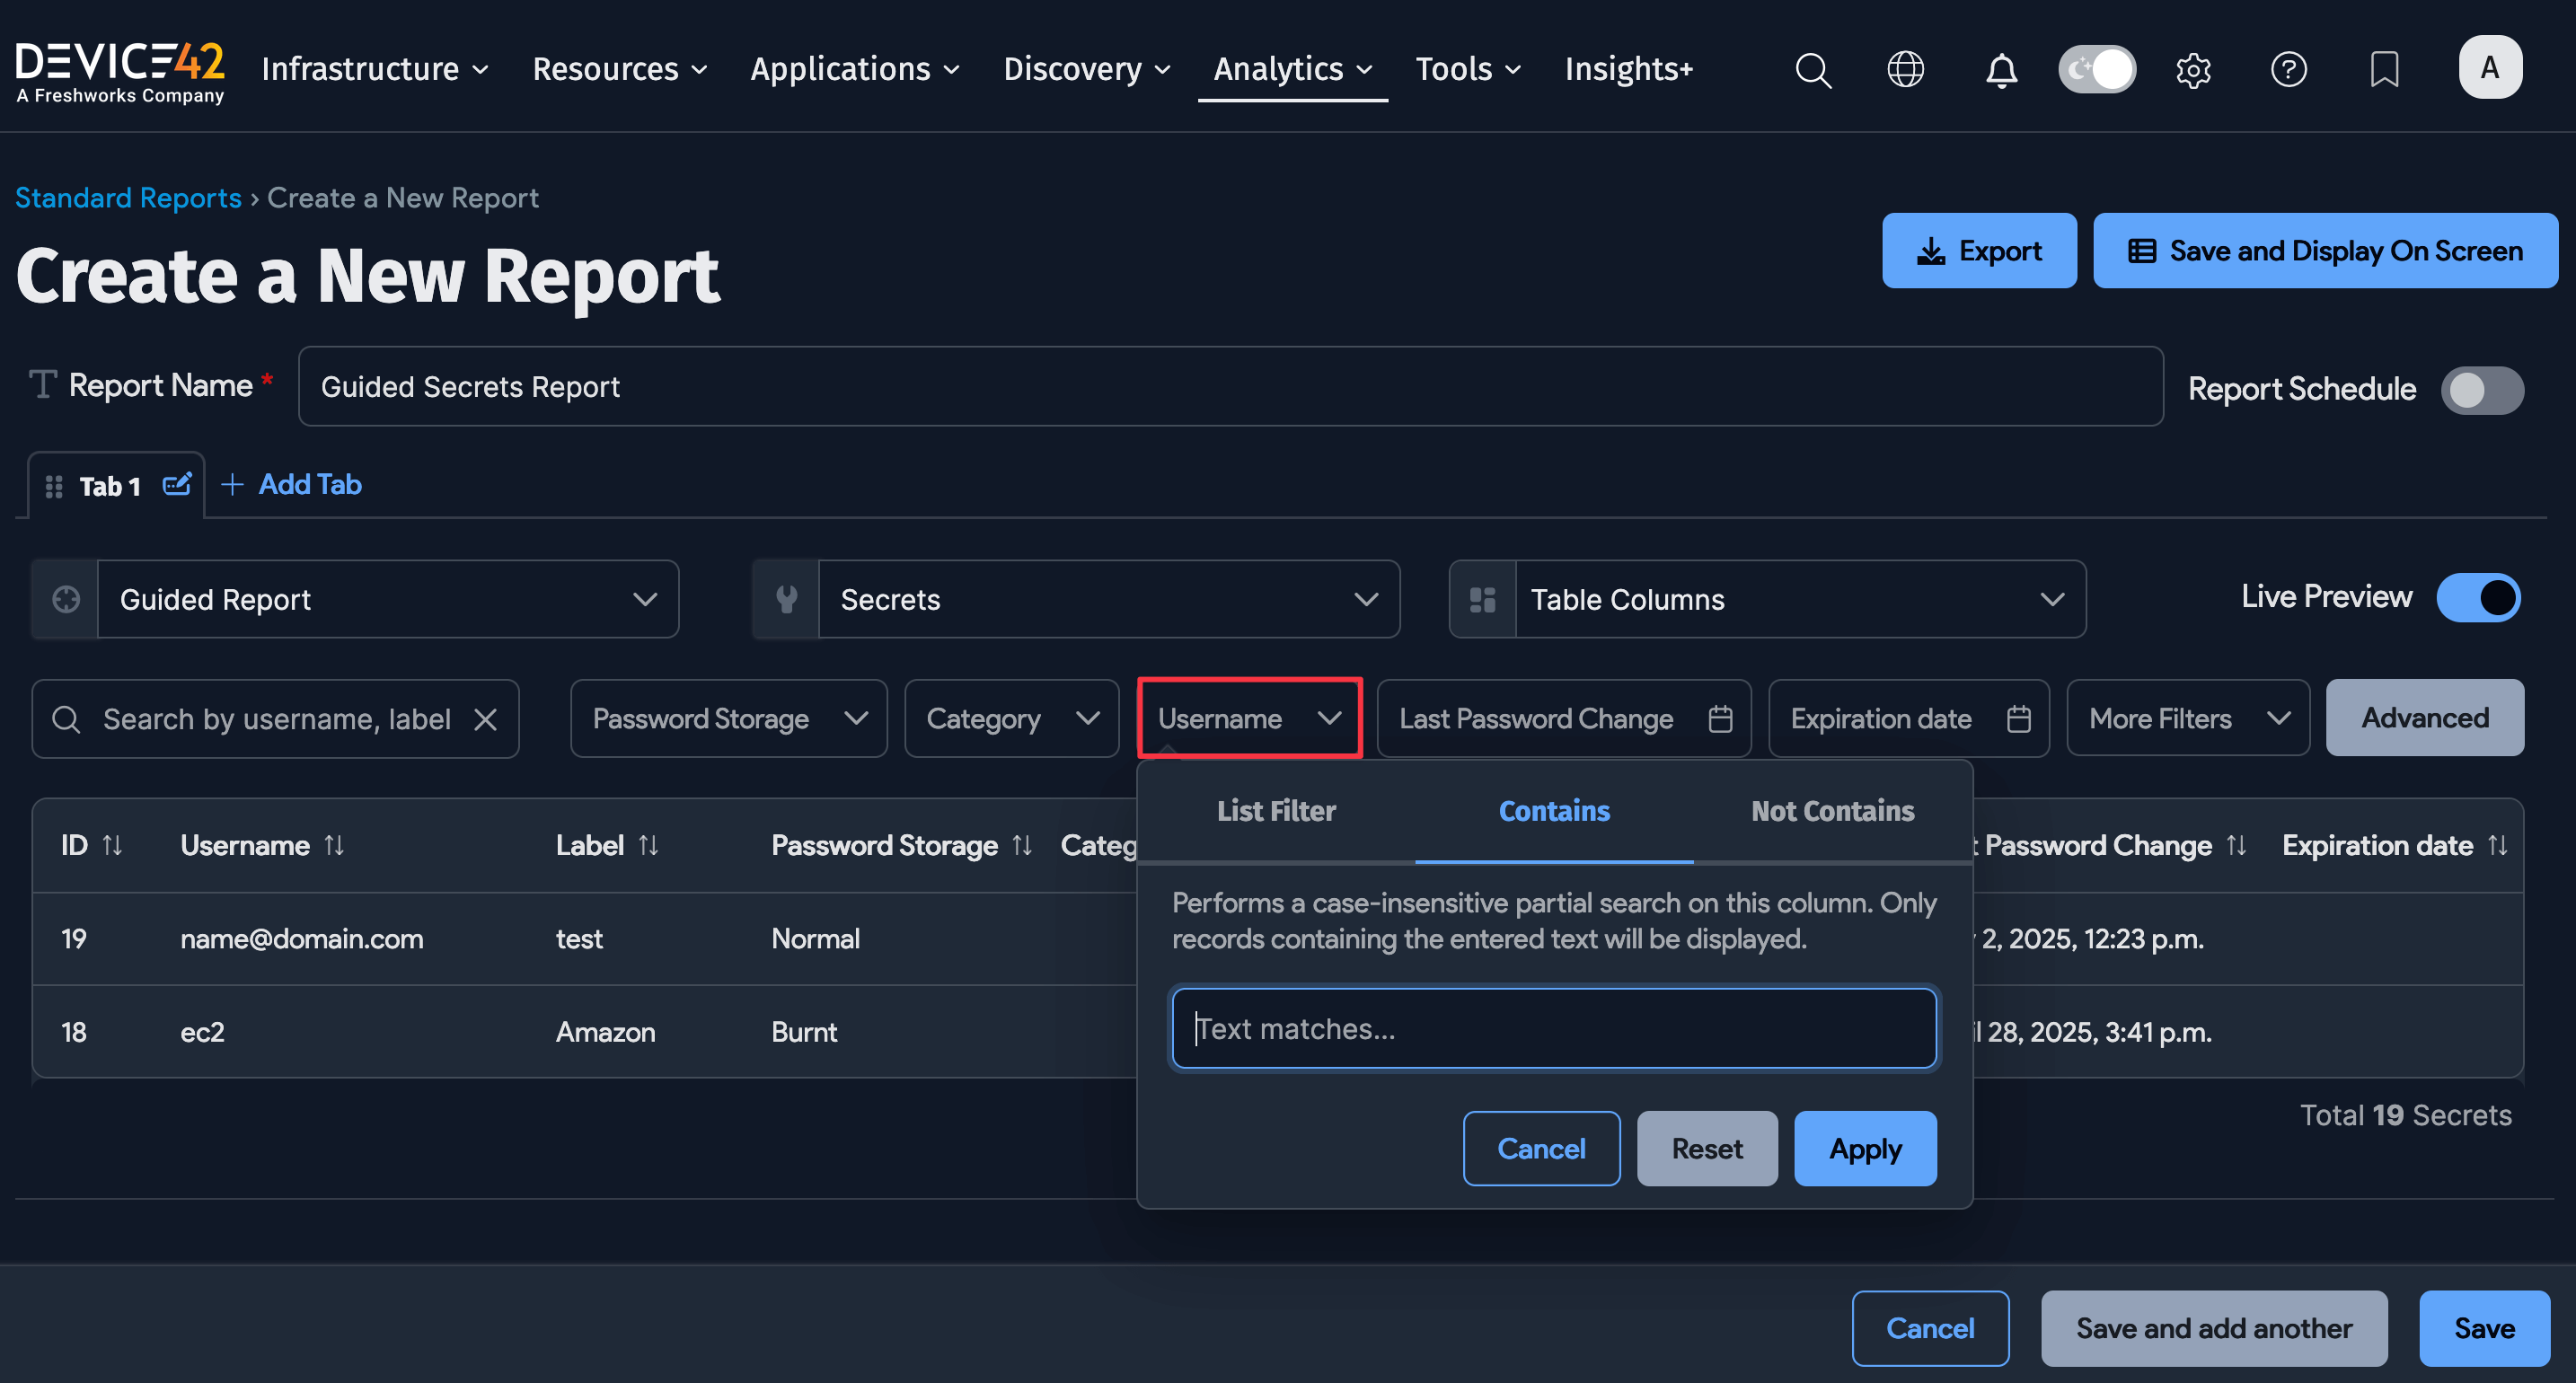 DEVICE42
A Freshworks Company
Infrastructure
Resources
Applications
Discovery
Analytics
Tools
Insights+
A
Standard Reports › Create a New Report
Create a New Report
Export
Save and Display On Screen
Report Name *
Guided Secrets Report
Report Schedule
Tab 1
+ Add Tab
Guided Report
Secrets
Table Columns
Live Preview
Search by username, label
Password Storage
Category
Username
Last Password Change
Expiration date
More Filters
Advanced
List Filter
Contains
Not Contains
Performs a case-insensitive partial search on this column. Only
records containing the entered text will be displayed.
Text matches...
Cancel
Reset
Apply
ID Username Label Password Storage Categ t Password Change Expiration date
19 name@domain.com test Normal 2, 2025, 12:23 p.m.
18 ec2 Amazon Burnt il 28, 2025, 3:41 p.m.
Total 19 Secrets
Cancel
Save and add another
Save